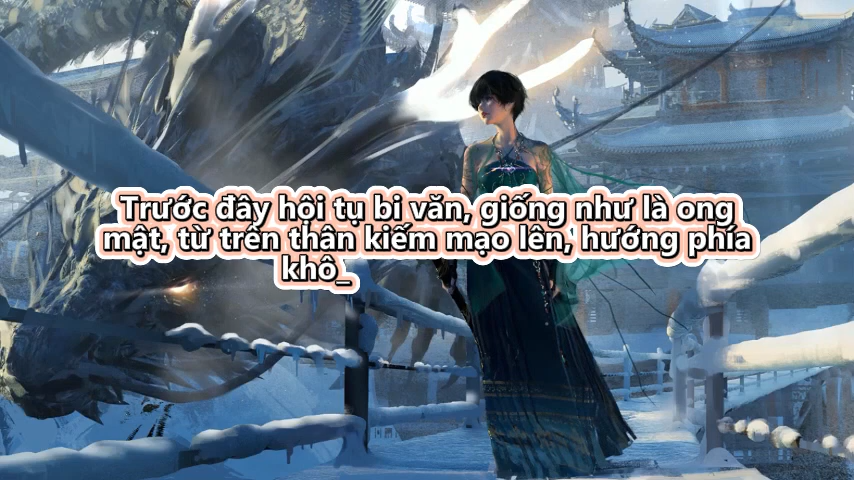 Trước đây hội tụ bi văn, giống như là ong
mật, từ trên thân kiếm mạo lên, hướng phía
khô_